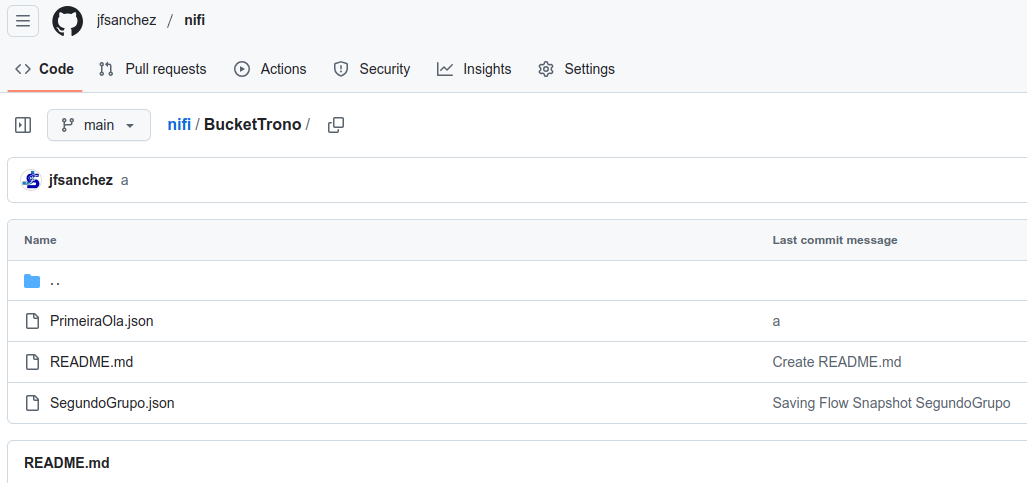 jfsanchez / nifi
Code Pull requests Actions Security Insights Settings
main nifi / BucketTrono /
jfsanchez a
Name Last commit message
..
PrimeiraOla.json a
README.md Create README.md
SegundoGrupo.json Saving Flow Snapshot SegundoGrupo
README.md